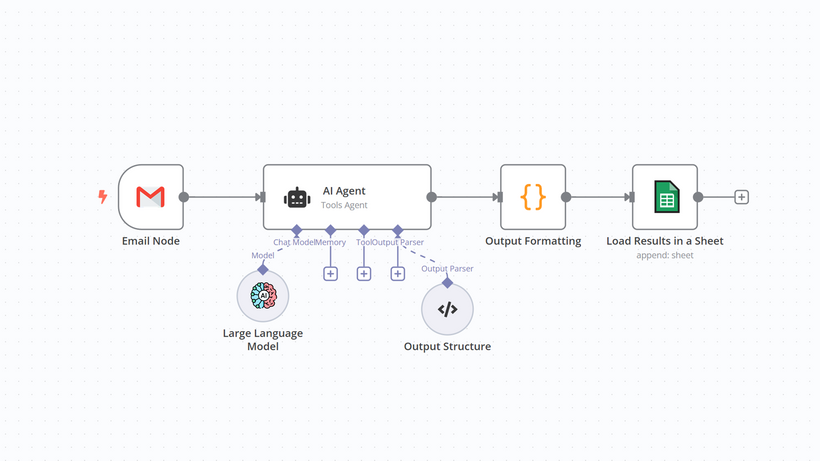 AI Agent
Tools Agent
Email Node
Output Formatting
Load Results in a Sheet
append: sheet
Chat Model
Memory
Tool
Output Parser
Model
Output Parser
AI
Large Language
Model
Output Structure